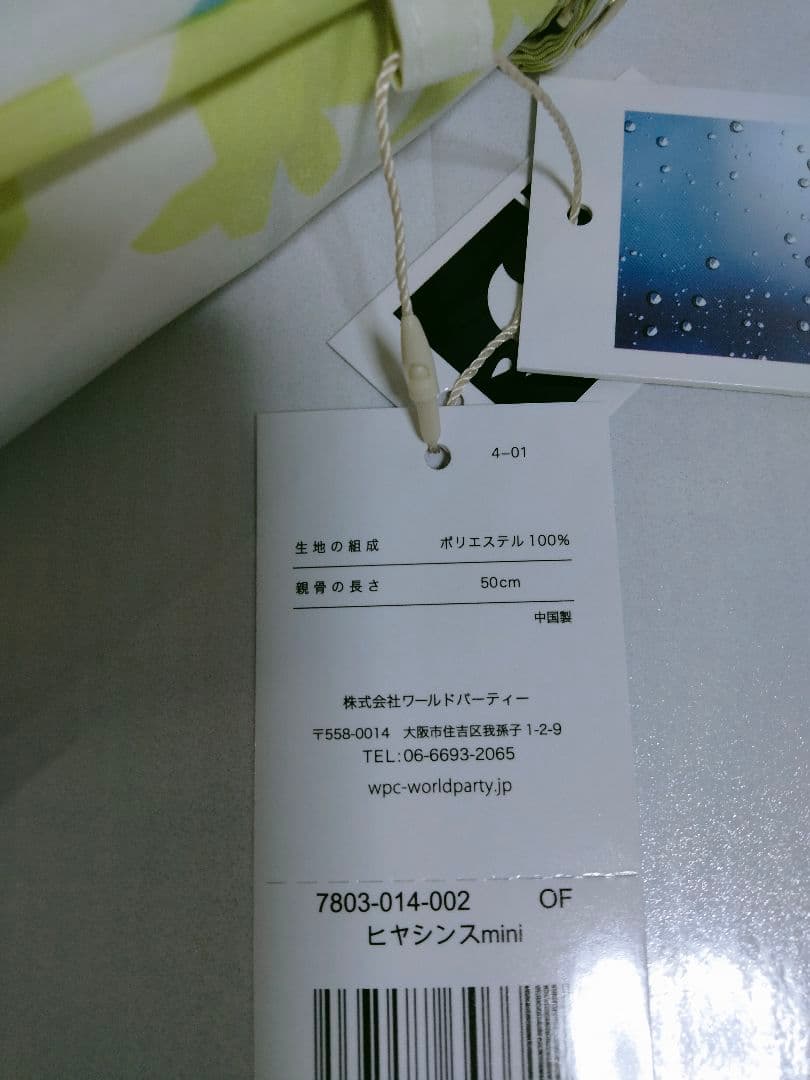 4-01
生地の組成 ポリエステル100%
親骨の長さ 50cm
中国製
株式会社ワールドパーティー
〒558-0014 大阪市住吉区我孫子1-2-9
TEL:06-6693-2065
wpc-worldparty.jp
7803-014-002 OF
ヒヤシンスmini